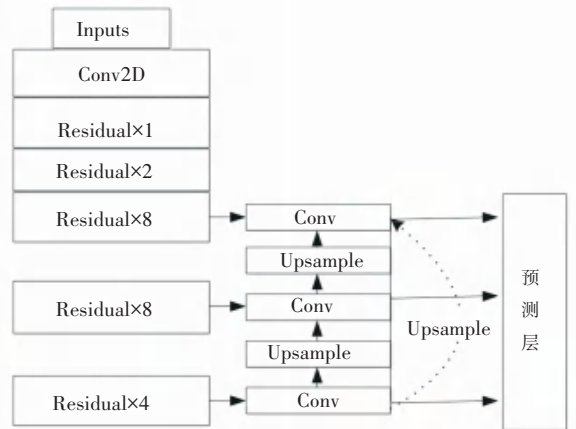 Inputs
Conv2D
Residual×1
Residual×2
Residual×8
Conv
Upsample
Residual×8
Conv
Upsample
Upsample
Residual×4
Conv
预
测
层